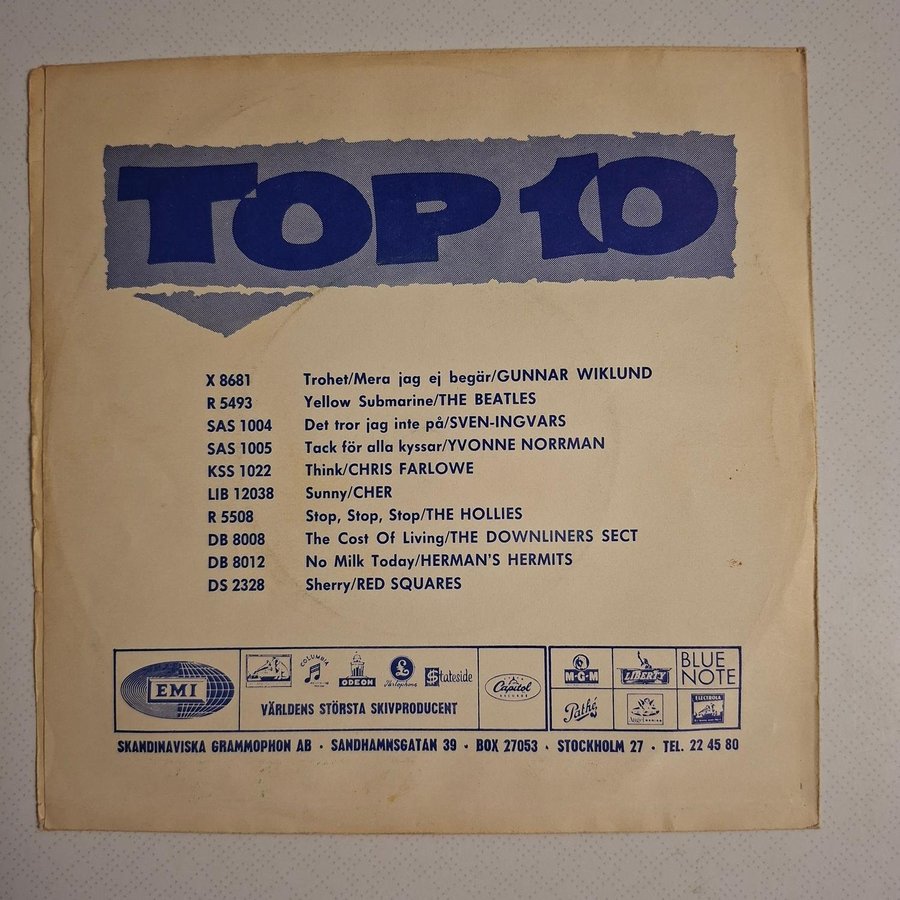 TOP 10
X 8681 Trohet/Mera jag ej begär/GUNNAR WIKLUND
R 5493 Yellow Submarine/THE BEATLES
SAS 1004 Det tror jag inte på/SVEN-INGVARS
SAS 1005 Tack för alla kyssar/YVONNE NORRMAN
KSS 1022 Think/CHRIS FARLOWE
LIB 12038 Sunny/CHER
R 5508 Stop, Stop, Stop/THE HOLLIES
DB 8008 The Cost Of Living/THE DOWNLINERS SECT
DB 8012 No Milk Today/HERMAN'S HERMITS
DS 2328 Sherry/RED SQUARES
EMI
COLUMBIA
ODEON
Parlophone
Stateside
VÄRLDENS STÖRSTA SKIVPRODUCENT
Capitol
RECORDS
M-G-M
LIBERTY
BLUE NOTE
Pathé
Angel
ELECTROLA
SKANDINAVISKA GRAMMOPHON AB · SANDHAMNSGATAN 39 · BOX 27053 · STOCKHOLM 27 · TEL. 22 45 80